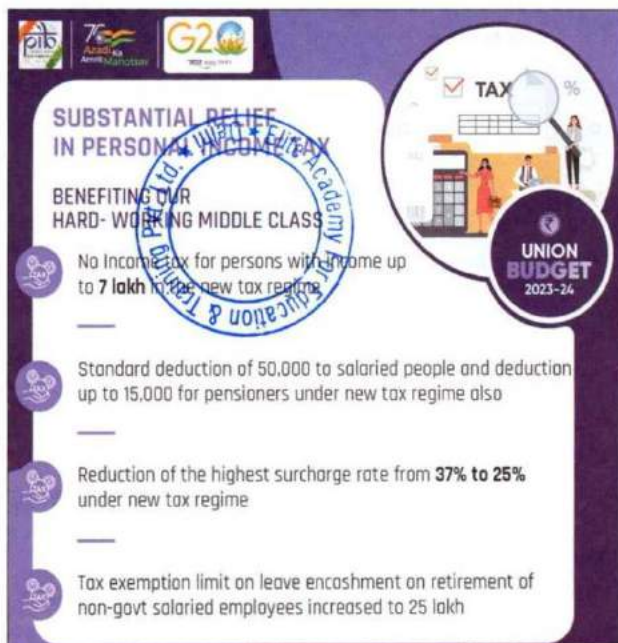 pib
75
Azadi Ka
Amrit Mahotsav
G20
TAX
%
SUBSTANTIAL RELIEF
IN PERSONAL INCOME TAX
BENEFITING OUR
HARD- WORKING MIDDLE CLASS
No Income tax for persons with income up
to 7 lakh in the new tax regime
Standard deduction of 50,000 to salaried people and deduction
up to 15,000 for pensioners under new tax regime also
Reduction of the highest surcharge rate from 37% to 25%
under new tax regime
Tax exemption limit on leave encashment on retirement of
non-govt salaried employees increased to 25 lakh
UNION
BUDGET
2023-24
Elite Academy for Education & Training Pvt. Ltd. ★ Delhi ★